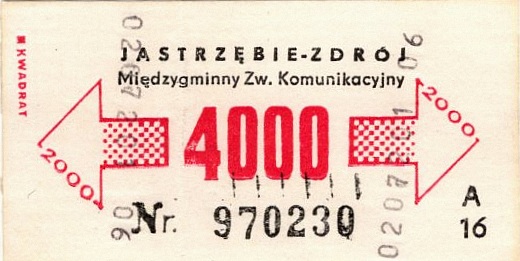 KWADRAT
JASTRZĘBIE-ZDRÓJ
Międzygminny Zw. Komunikacyjny
2000
4000
2000
Nr. 970230
A
16